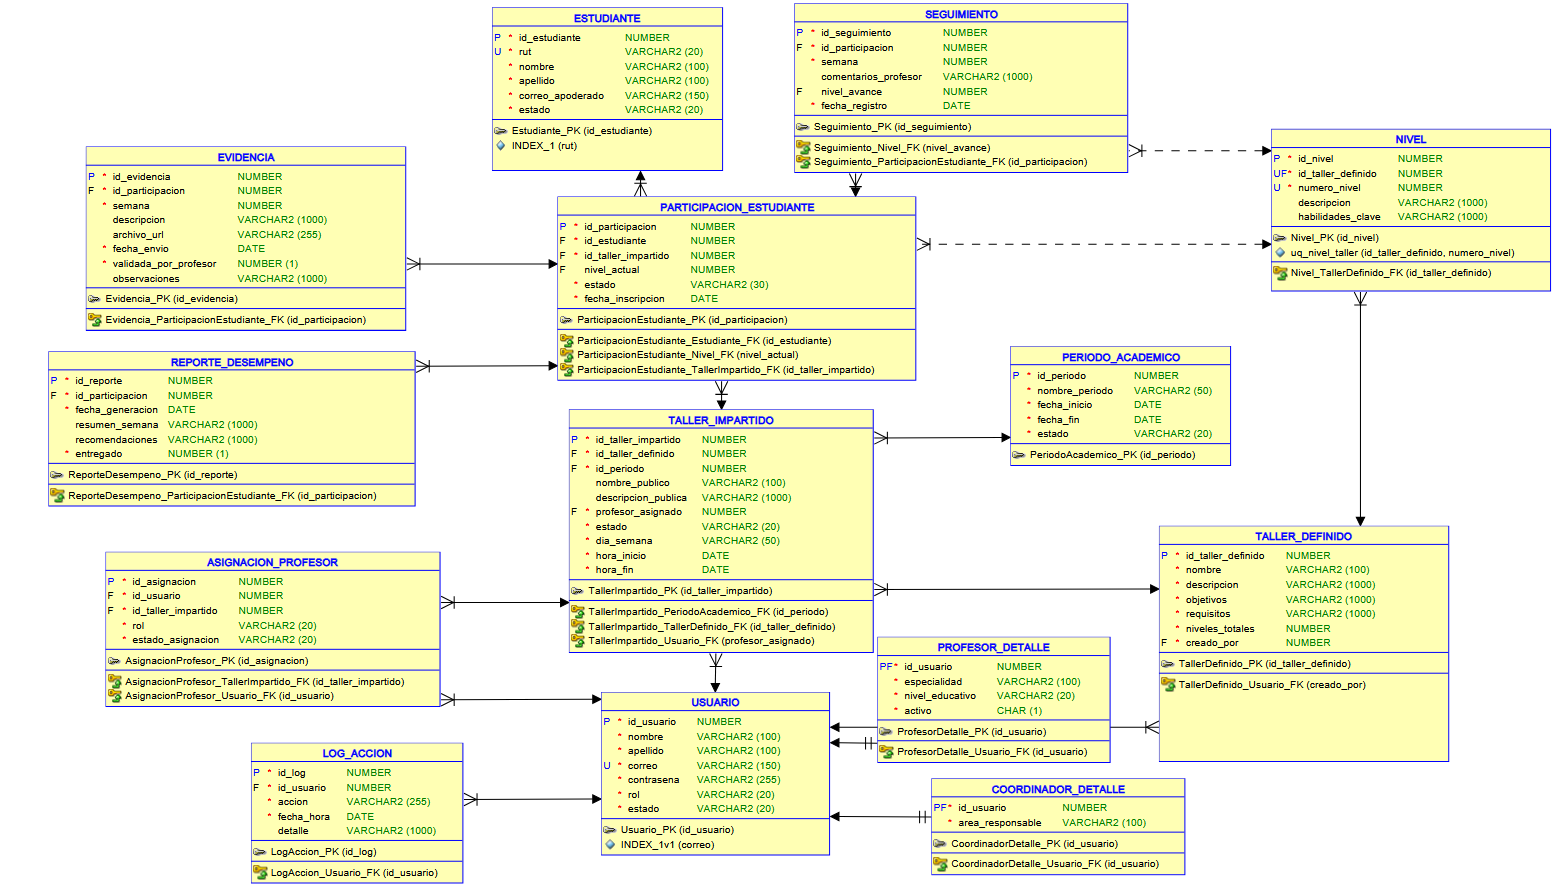 ESTUDIANTE
P * id_estudiante NUMBER
U * rut VARCHAR2 (20)
* nombre VARCHAR2 (100)
* apellido VARCHAR2 (100)
* correo_apoderado VARCHAR2 (150)
* estado VARCHAR2 (20)
Estudiante_PK (id_estudiante)
INDEX_1 (rut)
SEGUIMIENTO
P * id_seguimiento NUMBER
F * id_participacion NUMBER
* semana NUMBER
comentarios_profesor VARCHAR2 (1000)
F nivel_avance NUMBER
* fecha_registro DATE
Seguimiento_PK (id_seguimiento)
Seguimiento_Nivel_FK (nivel_avance)
Seguimiento_ParticipacionEstudiante_FK (id_participacion)
NIVEL
P * id_nivel NUMBER
UF* id_taller_definido NUMBER
U * numero_nivel NUMBER
descripcion VARCHAR2 (1000)
habilidades_clave VARCHAR2 (1000)
Nivel_PK (id_nivel)
uq_nivel_taller (id_taller_definido, numero_nivel)
Nivel_TallerDefinido_FK (id_taller_definido)
EVIDENCIA
P * id_evidencia NUMBER
F * id_participacion NUMBER
* semana NUMBER
descripcion VARCHAR2 (1000)
archivo_url VARCHAR2 (255)
* fecha_envio DATE
* validada_por_profesor NUMBER (1)
observaciones VARCHAR2 (1000)
Evidencia_PK (id_evidencia)
Evidencia_ParticipacionEstudiante_FK (id_participacion)
PARTICIPACION_ESTUDIANTE
P * id_participacion NUMBER
F * id_estudiante NUMBER
F * id_taller_impartido NUMBER
F nivel_actual NUMBER
* estado VARCHAR2 (30)
* fecha_inscripcion DATE
ParticipacionEstudiante_PK (id_participacion)
ParticipacionEstudiante_Estudiante_FK (id_estudiante)
ParticipacionEstudiante_Nivel_FK (nivel_actual)
ParticipacionEstudiante_TallerImpartido_FK (id_taller_impartido)
REPORTE_DESEMPENO
P * id_reporte NUMBER
F * id_participacion NUMBER
* fecha_generacion DATE
resumen_semana VARCHAR2 (1000)
recomendaciones VARCHAR2 (1000)
* entregado NUMBER (1)
ReporteDesempeno_PK (id_reporte)
ReporteDesempeno_ParticipacionEstudiante_FK (id_participacion)
PERIODO_ACADEMICO
P * id_periodo NUMBER
* nombre_periodo VARCHAR2 (50)
* fecha_inicio DATE
* fecha_fin DATE
* estado VARCHAR2 (20)
PeriodoAcademico_PK (id_periodo)
TALLER_IMPARTIDO
P * id_taller_impartido NUMBER
F * id_taller_definido NUMBER
F * id_periodo NUMBER
nombre_publico VARCHAR2 (100)
descripcion_publica VARCHAR2 (1000)
F * profesor_asignado NUMBER
* estado VARCHAR2 (20)
* dia_semana VARCHAR2 (50)
* hora_inicio DATE
* hora_fin DATE
TallerImpartido_PK (id_taller_impartido)
TallerImpartido_PeriodoAcademico_FK (id_periodo)
TallerImpartido_TallerDefinido_FK (id_taller_definido)
TallerImpartido_Usuario_FK (profesor_asignado)
TALLER_DEFINIDO
P * id_taller_definido NUMBER
* nombre VARCHAR2 (100)
* descripcion VARCHAR2 (1000)
* objetivos VARCHAR2 (1000)
* requisitos VARCHAR2 (1000)
* niveles_totales NUMBER
F * creado_por NUMBER
TallerDefinido_PK (id_taller_definido)
TallerDefinido_Usuario_FK (creado_por)
ASIGNACION_PROFESOR
P * id_asignacion NUMBER
F * id_usuario NUMBER
F * id_taller_impartido NUMBER
* rol VARCHAR2 (20)
* estado_asignacion VARCHAR2 (20)
AsignacionProfesor_PK (id_asignacion)
AsignacionProfesor_TallerImpartido_FK (id_taller_impartido)
AsignacionProfesor_Usuario_FK (id_usuario)
PROFESOR_DETALLE
PF* id_usuario NUMBER
* especialidad VARCHAR2 (100)
* nivel_educativo VARCHAR2 (20)
* activo CHAR (1)
ProfesorDetalle_PK (id_usuario)
ProfesorDetalle_Usuario_FK (id_usuario)
USUARIO
P * id_usuario NUMBER
* nombre VARCHAR2 (100)
* apellido VARCHAR2 (100)
U * correo VARCHAR2 (150)
* contrasena VARCHAR2 (255)
* rol VARCHAR2 (20)
* estado VARCHAR2 (20)
Usuario_PK (id_usuario)
INDEX_1v1 (correo)
LOG_ACCION
P * id_log NUMBER
F * id_usuario NUMBER
* accion VARCHAR2 (255)
* fecha_hora DATE
detalle VARCHAR2 (1000)
LogAccion_PK (id_log)
LogAccion_Usuario_FK (id_usuario)
COORDINADOR_DETALLE
PF* id_usuario NUMBER
* area_responsable VARCHAR2 (100)
CoordinadorDetalle_PK (id_usuario)
CoordinadorDetalle_Usuario_FK (id_usuario)